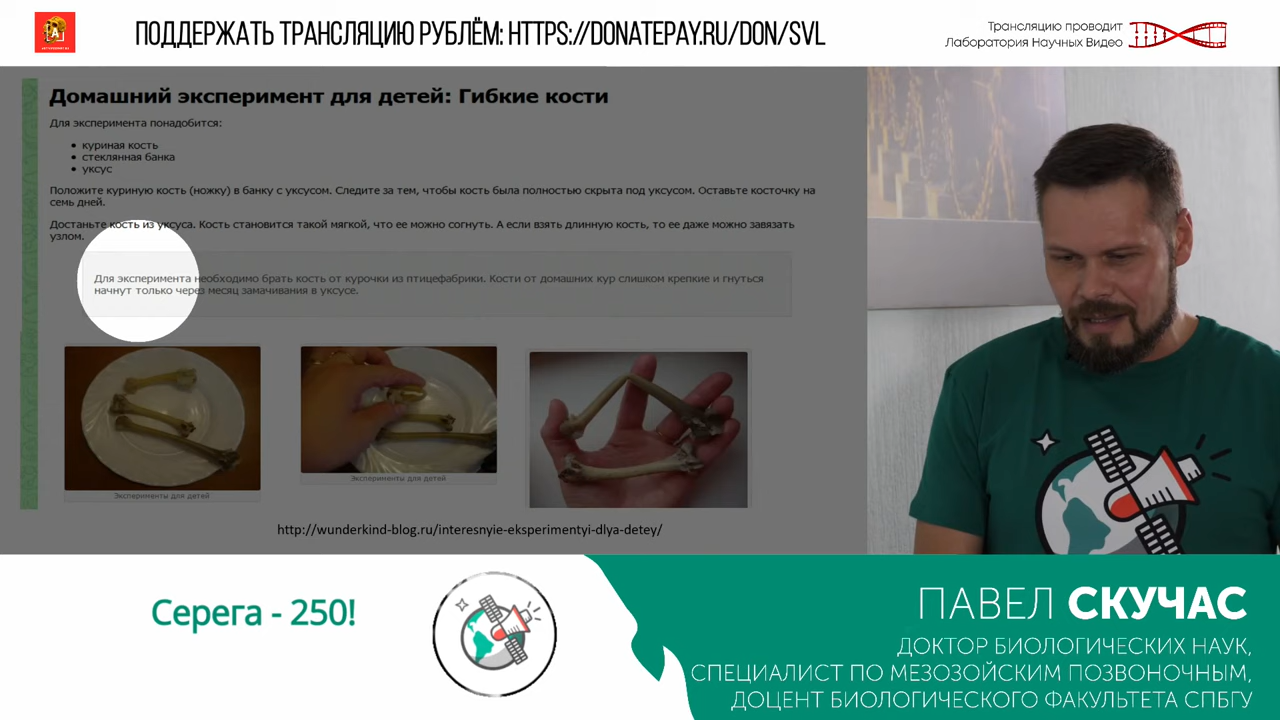 ПОДДЕРЖАТЬ ТРАНСЛЯЦИЮ РУБЛЁМ: HTTPS://DONATEPAY.RU/DON/SVL
Трансляцию проводит
Лаборатория Научных Видео
Домашний эксперимент для детей: Гибкие кости
Для эксперимента понадобится:
• куриная кость
• стеклянная банка
• уксус
Положите куриную кость (ножку) в банку с уксусом. Следите за тем, чтобы кость была полностью скрыта под уксусом. Оставьте косточку на
семь дней.
Достаньте кость из уксуса. Кость становится такой мягкой, что ее можно согнуть. А если взять длинную кость, то ее даже можно завязать
узлом.
Для эксперимента необходимо брать кость от курочки из птицефабрики. Кости от домашних кур слишком крепкие и гнуться
начнут только через месяц замачивания в уксусе.
Эксперименты для детей
Эксперименты для детей
http://wunderkind-blog.ru/interesnyie-eksperimentyi-dlya-detey/
Серега - 250!
ПАВЕЛ СКУЧАС
ДОКТОР БИОЛОГИЧЕСКИХ НАУК,
СПЕЦИАЛИСТ ПО МЕЗОЗОЙСКИМ ПОЗВОНОЧНЫМ,
ДОЦЕНТ БИОЛОГИЧЕСКОГО ФАКУЛЬТЕТА СПБГУ